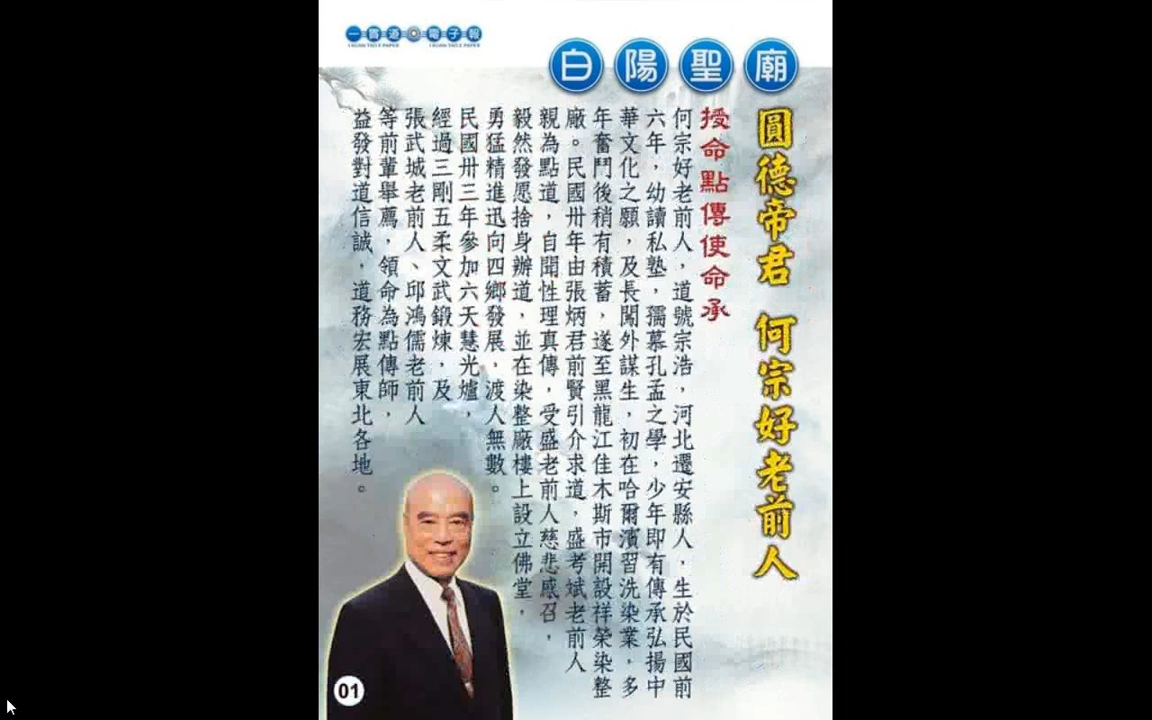 一貫道電子報
白陽聖廟
圓德帝君 何宗好老前人
授命點傳使命承
何宗好老前人，道號宗浩，河北遷安縣人，生於民國前
六年，幼讀私塾，孺慕孔孟之學，少年即有傳承弘揚中
華文化之願，及長闖外謀生，初在哈爾濱習洗染業，多
年奮鬥後稍有積蓄，遂至黑龍江佳木斯市開設祥榮染整
廠。民國卅年由張炳君前賢引介求道，盛考斌老前人
親為點道，自聞性理真傳，受盛老前人慈悲感召，
毅然發愿捨身辦道，並在染整廠樓上設立佛堂，
勇猛精進迅向四鄉發展，渡人無數。
民國卅三年參加六天慧光爐，
經過三剛五柔文武鍛煉，及
張武城老前人、邱鴻儒老前人
等前輩舉薦，領命為點傳師，
益發對道信誠，道務宏展東北各地。
01